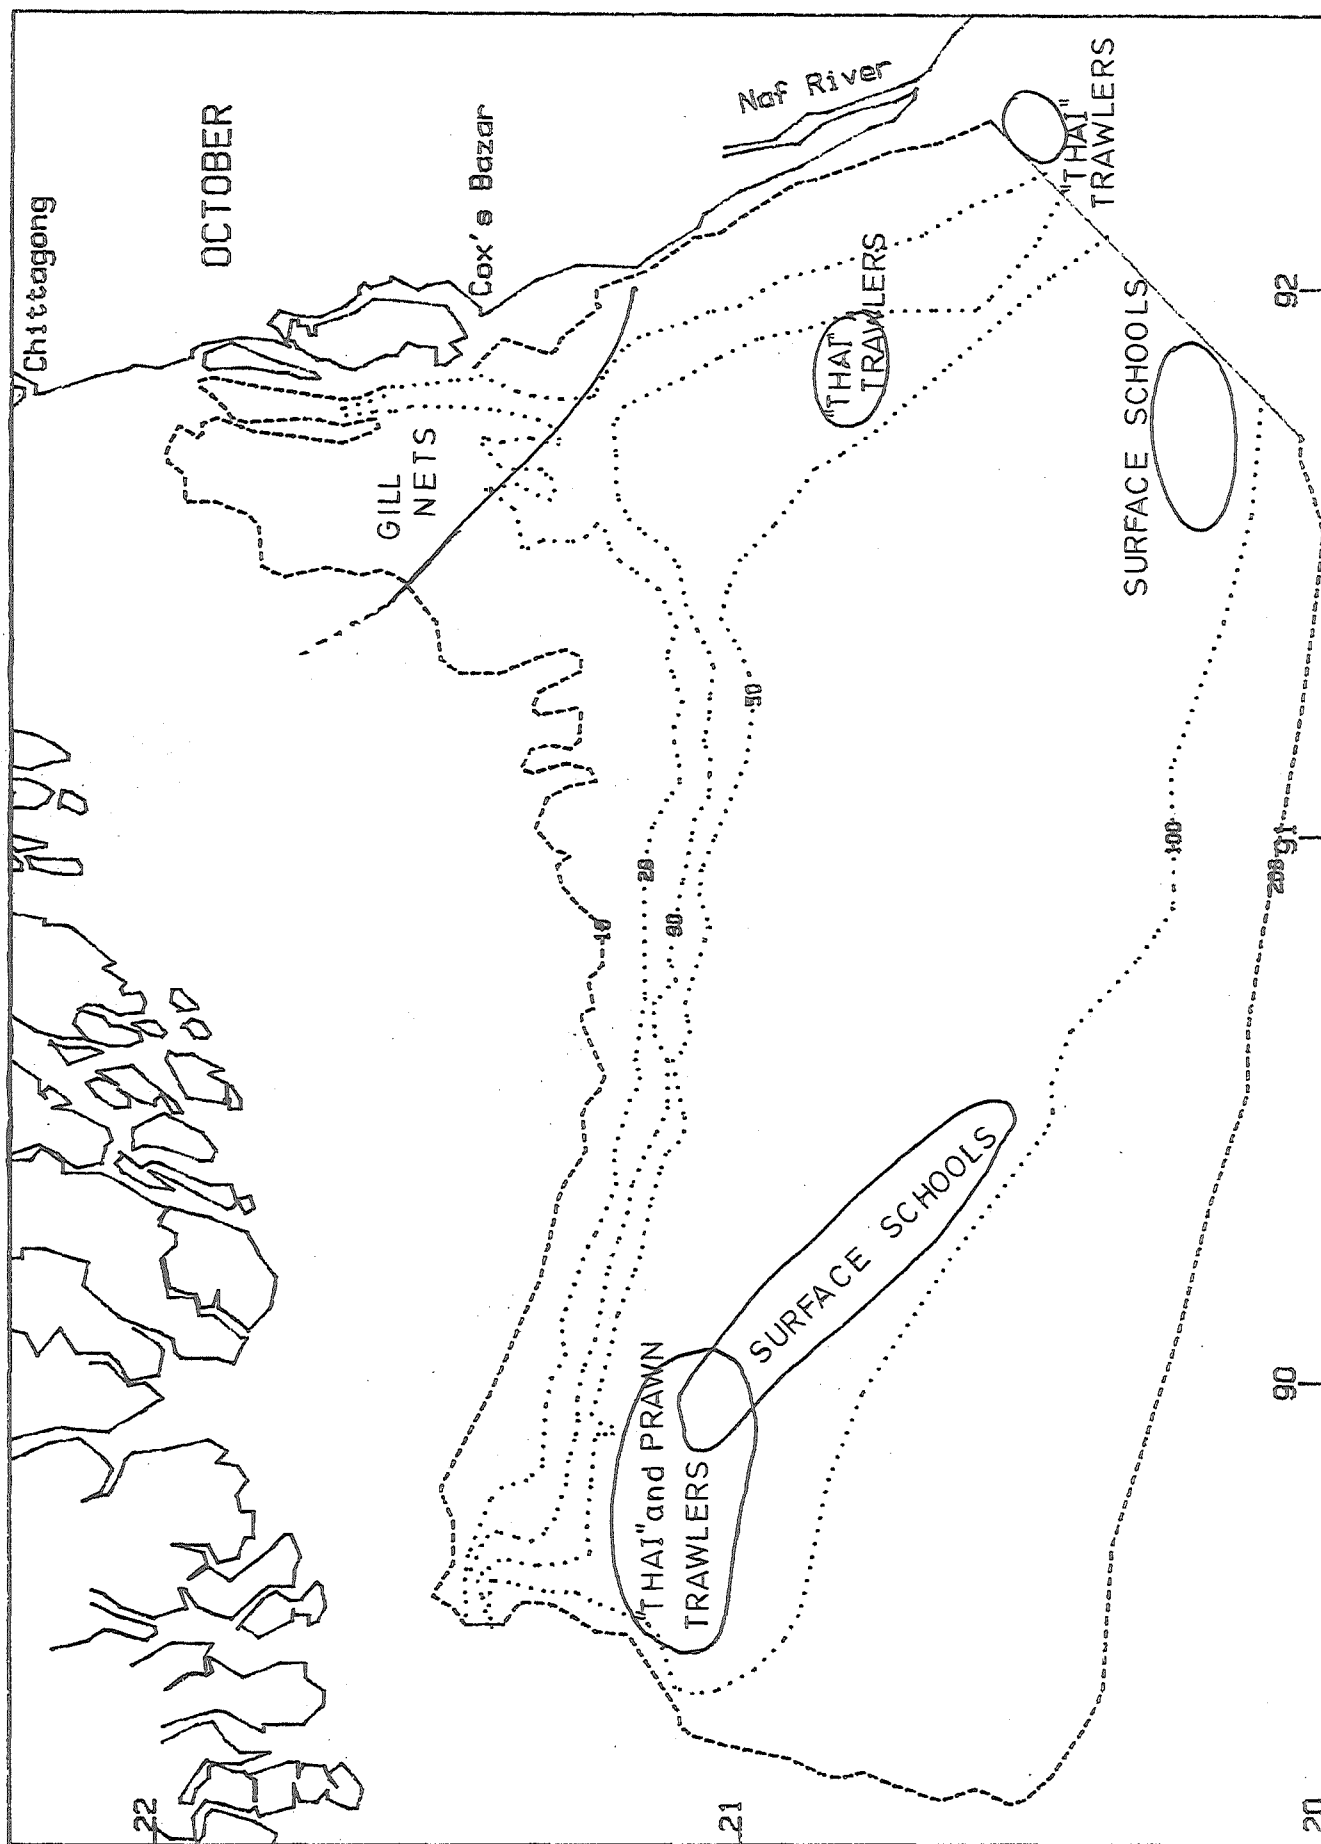 Chittagong
OCTOBER
Cox's Bazar
Naf River
GILL
NETS
"THAI"
TRAWLERS
"THAI"
TRAWLERS
SURFACE SCHOOLS
SURFACE SCHOOLS
"THAI" and PRAWN
TRAWLERS
10
20
30
50
100
200
22
21
20
90
91
92